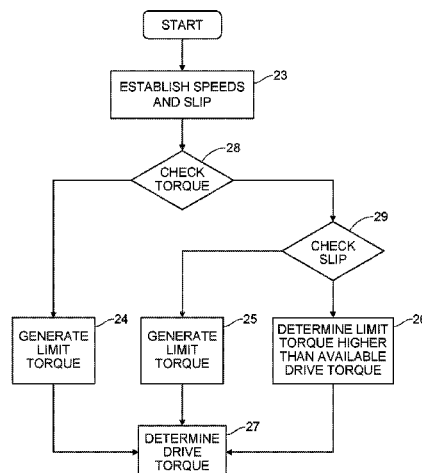 START
23
ESTABLISH SPEEDS
AND SLIP
28
CHECK
TORQUE
29
CHECK
SLIP
24
GENERATE
LIMIT
TORQUE
25
GENERATE
LIMIT
TORQUE
26
DETERMINE LIMIT
TORQUE HIGHER
THAN AVAILABLE
DRIVE TORQUE
27
DETERMINE
DRIVE
TORQUE